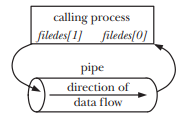 calling process
filedes[1] filedes[0]
pipe
direction of
data flow